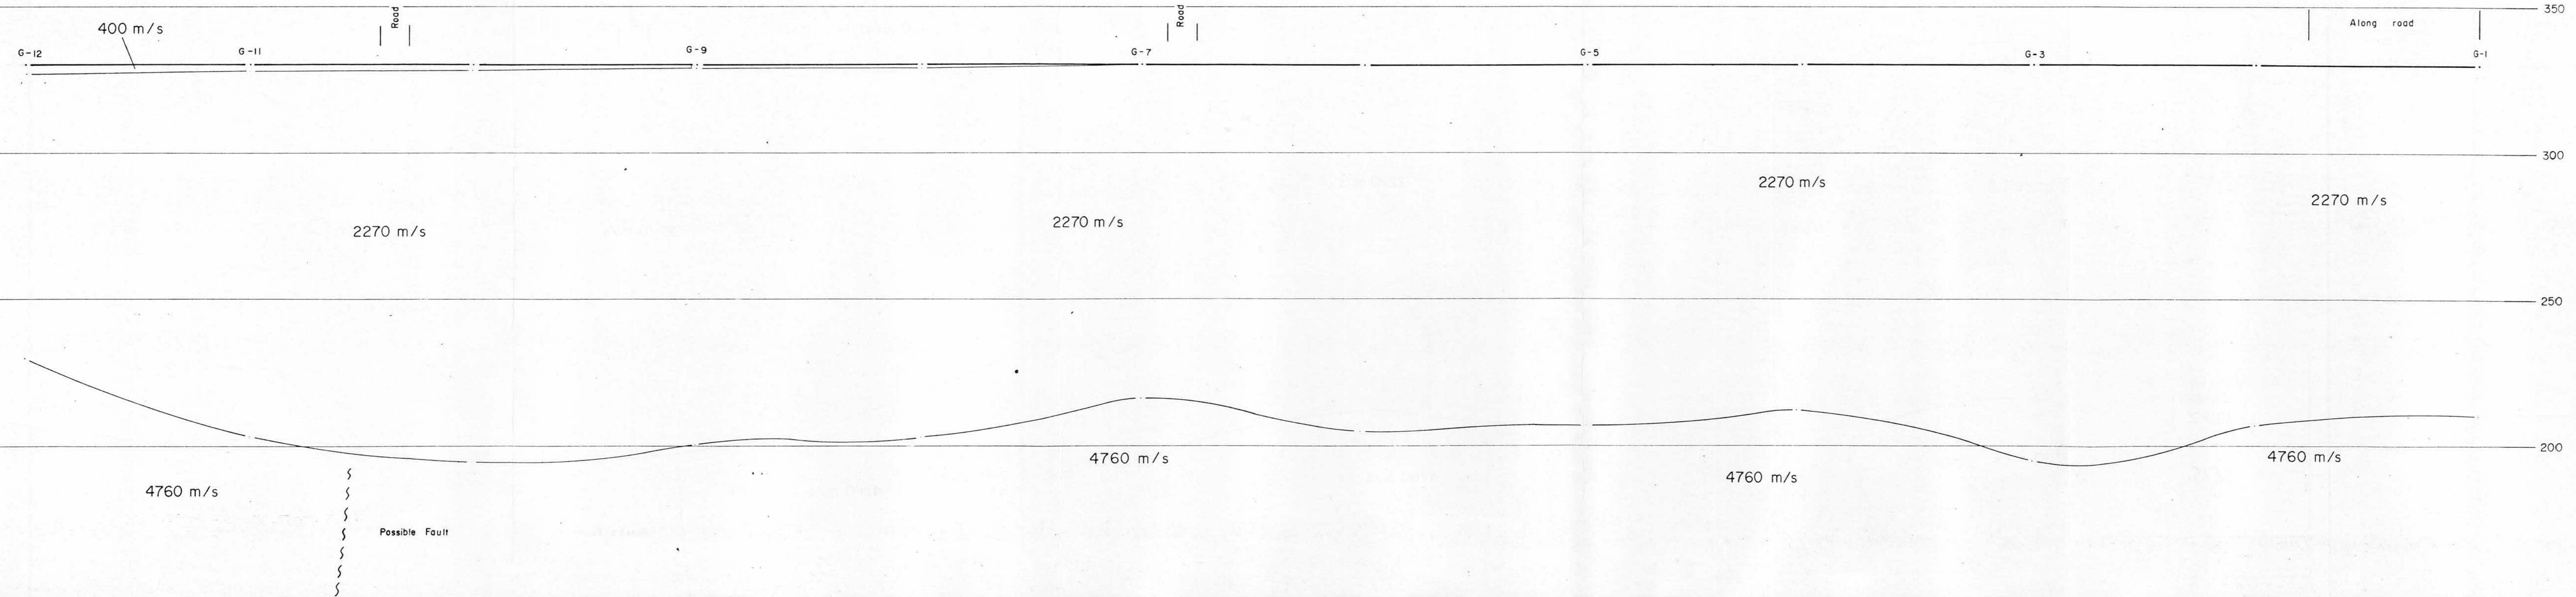 Road
Road
350
Along road
400 m/s
G-12
G-11
G-9
G-7
G-5
G-3
G-1
300
2270 m/s
2270 m/s
2270 m/s
2270 m/s
250
200
4760 m/s
4760 m/s
4760 m/s
4760 m/s
Possible Fault